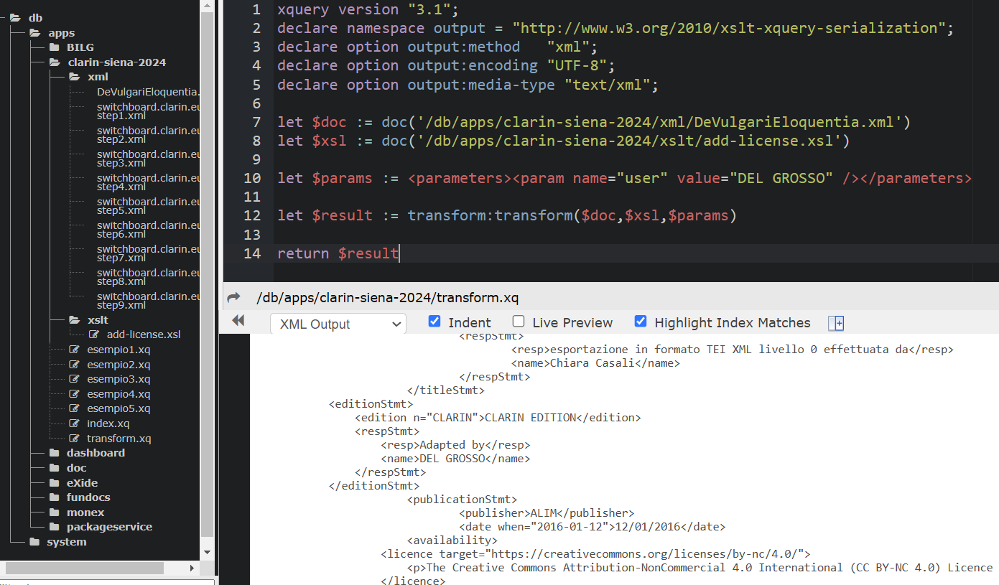 db
apps
BILG
clarin-siena-2024
xml
DeVulgariEloquentia.
switchboard.clarin.eu
step1.xml
switchboard.clarin.eu
step2.xml
switchboard.clarin.eu
step3.xml
switchboard.clarin.eu
step4.xml
switchboard.clarin.eu
step5.xml
switchboard.clarin.eu
step6.xml
switchboard.clarin.eu
step7.xml
switchboard.clarin.eu
step8.xml
switchboard.clarin.eu
step9.xml
xslt
add-license.xsl
esempio1.xq
esempio2.xq
esempio3.xq
esempio4.xq
esempio5.xq
index.xq
transform.xq
dashboard
doc
eXide
fundocs
monex
packageservice
system
1 xquery version "3.1";
2 declare namespace output = "http://www.w3.org/2010/xslt-xquery-serialization";
3 declare option output:method   "xml";
4 declare option output:encoding "UTF-8";
5 declare option output:media-type "text/xml";
6
7 let $doc := doc('/db/apps/clarin-siena-2024/xml/DeVulgariEloquentia.xml')
8 let $xsl := doc('/db/apps/clarin-siena-2024/xslt/add-license.xsl')
9
10 let $params := <parameters><param name="user" value="DEL GROSSO" /></parameters>
11
12 let $result := transform:transform($doc,$xsl,$params)
13
14 return $result
/db/apps/clarin-siena-2024/transform.xq
XML Output Indent Live Preview Highlight Index Matches
<respStmt>
<resp>esportazione in formato TEI XML livello 0 effettuata da</resp>
<name>Chiara Casali</name>
</respStmt>
</titleStmt>
<editionStmt>
<edition n="CLARIN">CLARIN EDITION</edition>
<respStmt>
<resp>Adapted by</resp>
<name>DEL GROSSO</name>
</respStmt>
</editionStmt>
<publicationStmt>
<publisher>ALIM</publisher>
<date when="2016-01-12">12/01/2016</date>
<availability>
<licence target="https://creativecommons.org/licenses/by-nc/4.0/">
<p>The Creative Commons Attribution-NonCommercial 4.0 International (CC BY-NC 4.0) Licence
</licence>